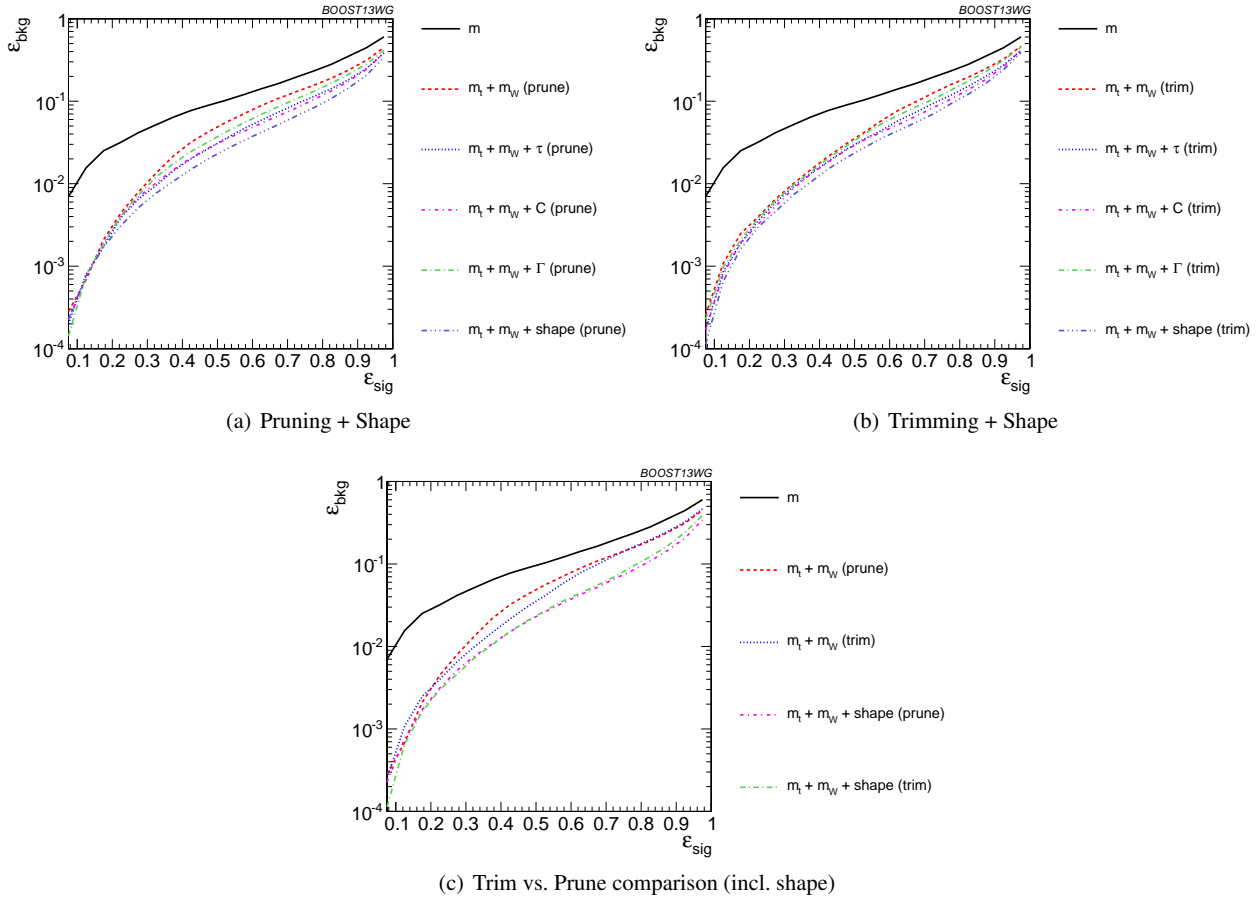 BOOST13WG
ε_bkg
1
10⁻¹
10⁻²
10⁻³
10⁻⁴
0.1 0.2 0.3 0.4 0.5 0.6 0.7 0.8 0.9 1
ε_sig
m
m_t + m_W (prune)
m_t + m_W + τ (prune)
m_t + m_W + C (prune)
m_t + m_W + Γ (prune)
m_t + m_W + shape (prune)
(a) Pruning + Shape
BOOST13WG
ε_bkg
1
10⁻¹
10⁻²
10⁻³
10⁻⁴
0.1 0.2 0.3 0.4 0.5 0.6 0.7 0.8 0.9 1
ε_sig
m
m_t + m_W (trim)
m_t + m_W + τ (trim)
m_t + m_W + C (trim)
m_t + m_W + Γ (trim)
m_t + m_W + shape (trim)
(b) Trimming + Shape
BOOST13WG
ε_bkg
1
10⁻¹
10⁻²
10⁻³
10⁻⁴
0.1 0.2 0.3 0.4 0.5 0.6 0.7 0.8 0.9 1
ε_sig
m
m_t + m_W (prune)
m_t + m_W (trim)
m_t + m_W + shape (prune)
m_t + m_W + shape (trim)
(c) Trim vs. Prune comparison (incl. shape)